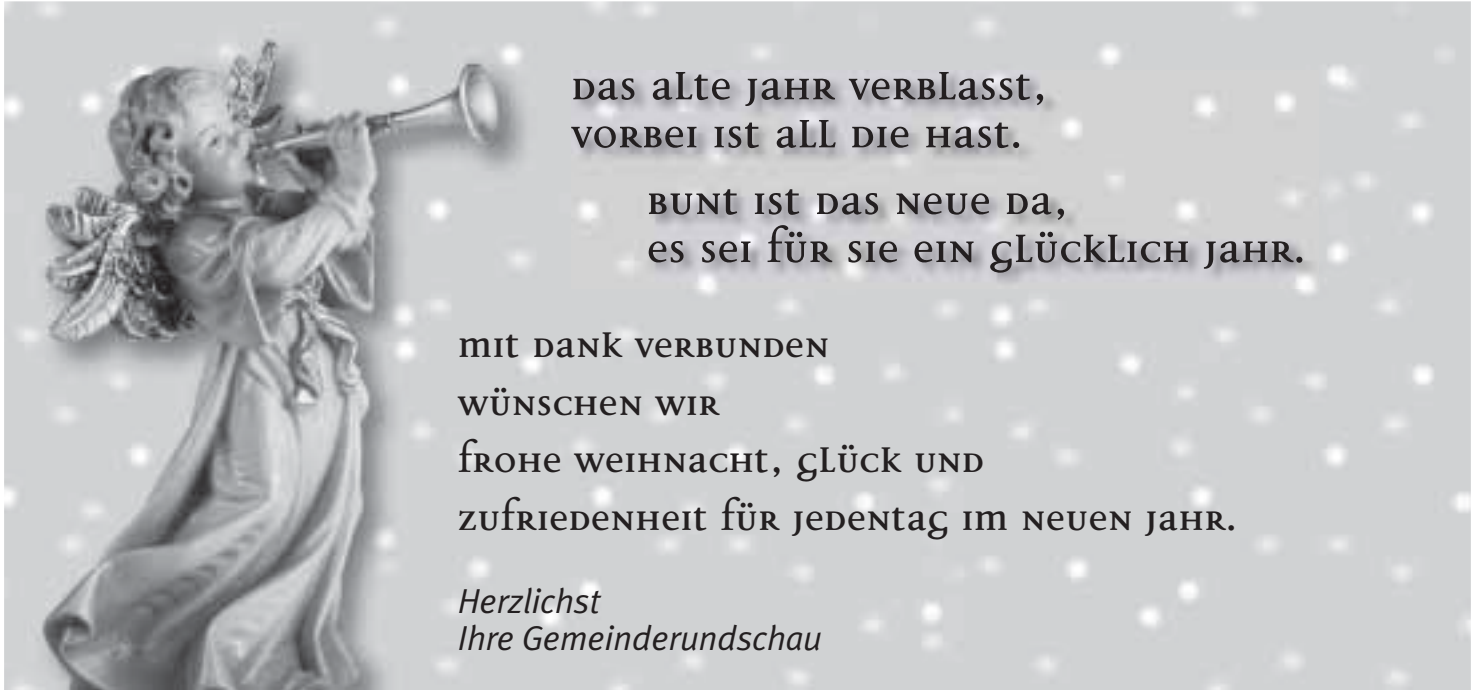 Das alte Jahr verblasst,
vorbei ist all die Hast.
Bunt ist das Neue da,
es sei für Sie ein glücklich Jahr.
Mit Dank verbunden
wünschen wir
frohe Weihnacht, Glück und
Zufriedenheit für jedentag im neuen Jahr.
Herzlichst
Ihre Gemeinderundschau